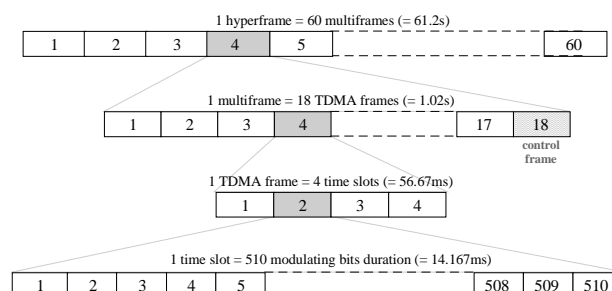 1 hyperframe = 60 multiframes (= 61.2s)
1 2 3 4 5 60
1 multiframe = 18 TDMA frames (= 1.02s)
1 2 3 4 17 18
control
frame
1 TDMA frame = 4 time slots (= 56.67ms)
1 2 3 4
1 time slot = 510 modulating bits duration (= 14.167ms)
1 2 3 4 5 508 509 510